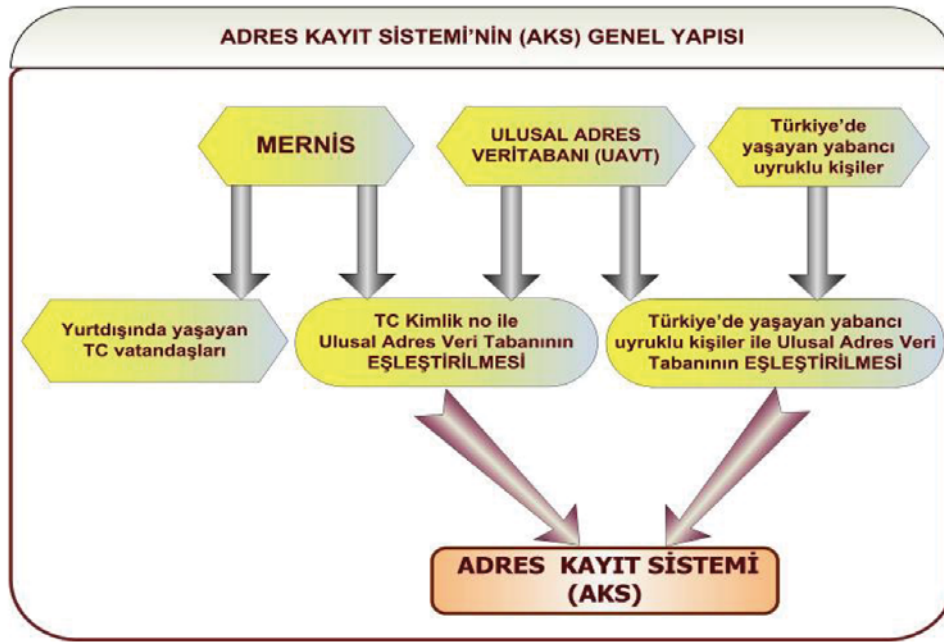 ADRES KAYIT SİSTEMİ'NİN (AKS) GENEL YAPISI
MERNİS
ULUSAL ADRES
VERİTABANI (UAVT)
Türkiye'de
yaşayan yabancı
uyruklu kişiler
Yurtdışında yaşayan
TC vatandaşları
TC Kimlik no ile
Ulusal Adres Veri Tabanının
EŞLEŞTİRİLMESİ
Türkiye'de yaşayan yabancı
uyruklu kişiler ile Ulusal Adres Veri
Tabanının EŞLEŞTİRİLMESİ
ADRES KAYIT SİSTEMİ
(AKS)